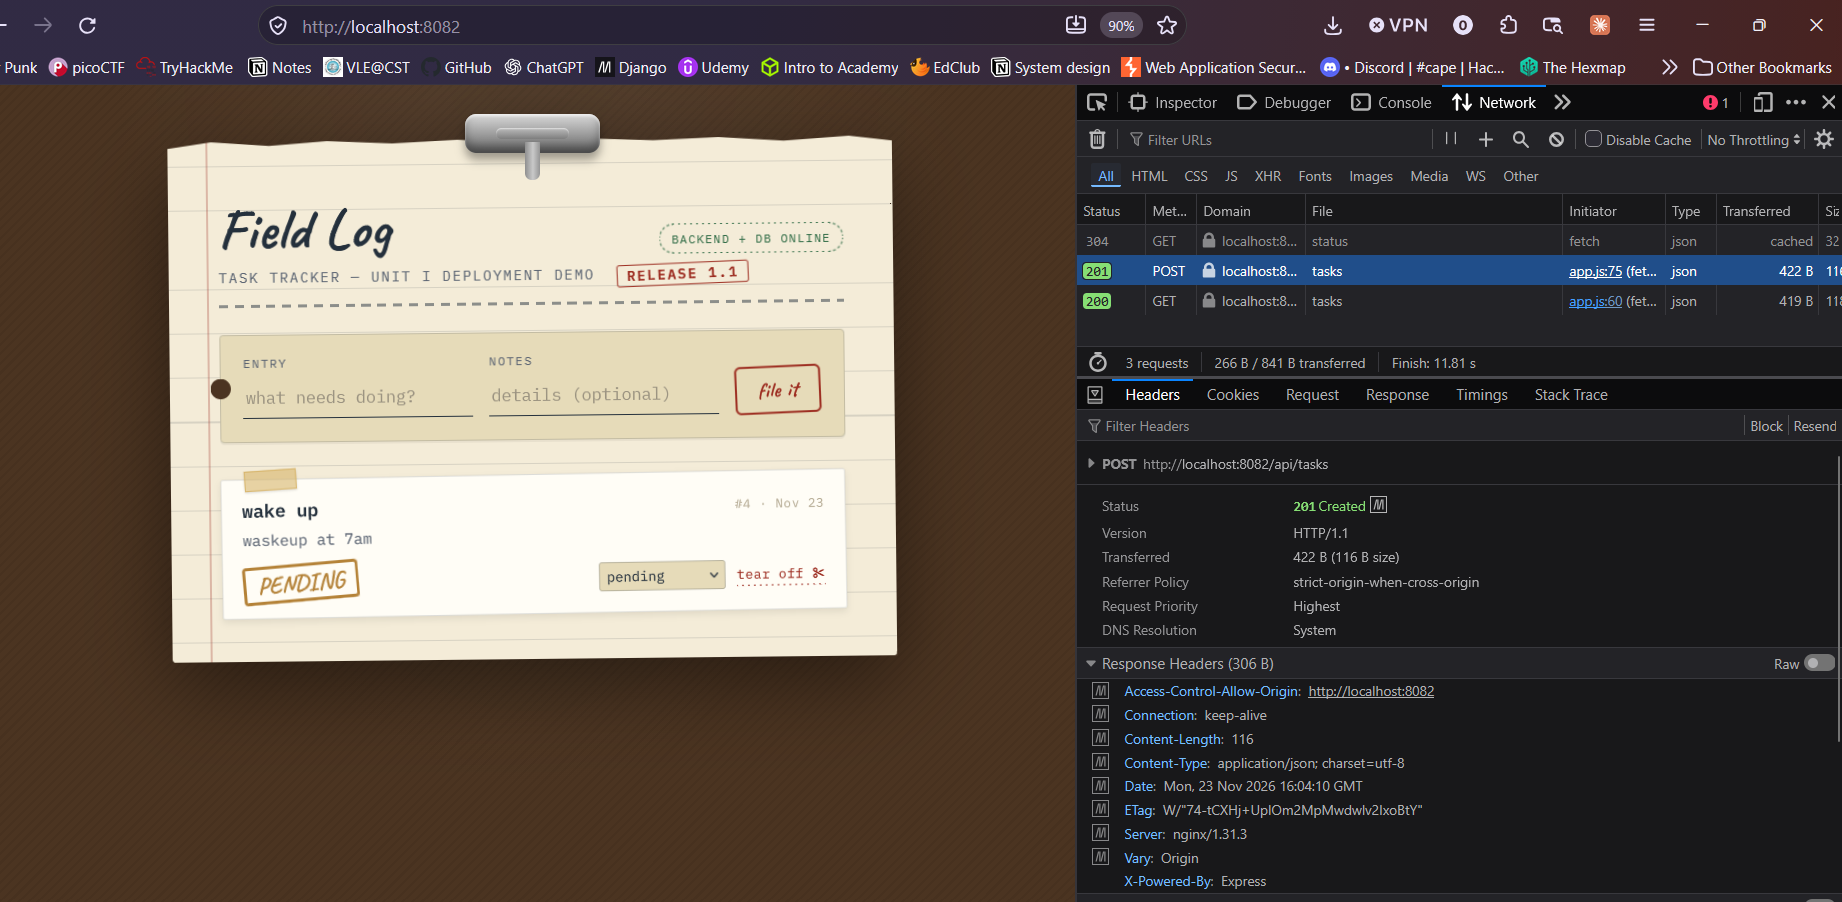 http://localhost:8082
90%
VPN
Punk
picoCTF
TryHackMe
Notes
VLE@CST
GitHub
ChatGPT
Django
Udemy
Intro to Academy
EdClub
System design
Web Application Secur...
• Discord | #cape | Hac...
The Hexmap
Other Bookmarks
Field Log
BACKEND + DB ONLINE
TASK TRACKER — UNIT I DEPLOYMENT DEMO
RELEASE 1.1
ENTRY
NOTES
what needs doing?
details (optional)
file it
wake up
#4 · Nov 23
waskeup at 7am
PENDING
pending
tear off ✂
Inspector
Debugger
Console
Network
1
Filter URLs
Disable Cache
No Throttling
All HTML CSS JS XHR Fonts Images Media WS Other
Status Met... Domain File Initiator Type Transferred Siz
304 GET localhost:8... status fetch json cached 32
201 POST localhost:8... tasks app.js:75 (fet... json 422 B 116
200 GET localhost:8... tasks app.js:60 (fet... json 419 B 118
3 requests 266 B / 841 B transferred Finish: 11.81 s
Headers Cookies Request Response Timings Stack Trace
Filter Headers
Block Resend
POST http://localhost:8082/api/tasks
Status 201 Created
Version HTTP/1.1
Transferred 422 B (116 B size)
Referrer Policy strict-origin-when-cross-origin
Request Priority Highest
DNS Resolution System
Response Headers (306 B)
Raw
Access-Control-Allow-Origin: http://localhost:8082
Connection: keep-alive
Content-Length: 116
Content-Type: application/json; charset=utf-8
Date: Mon, 23 Nov 2026 16:04:10 GMT
Server: nginx/1.31.3
Vary: Origin
X-Powered-By: Express